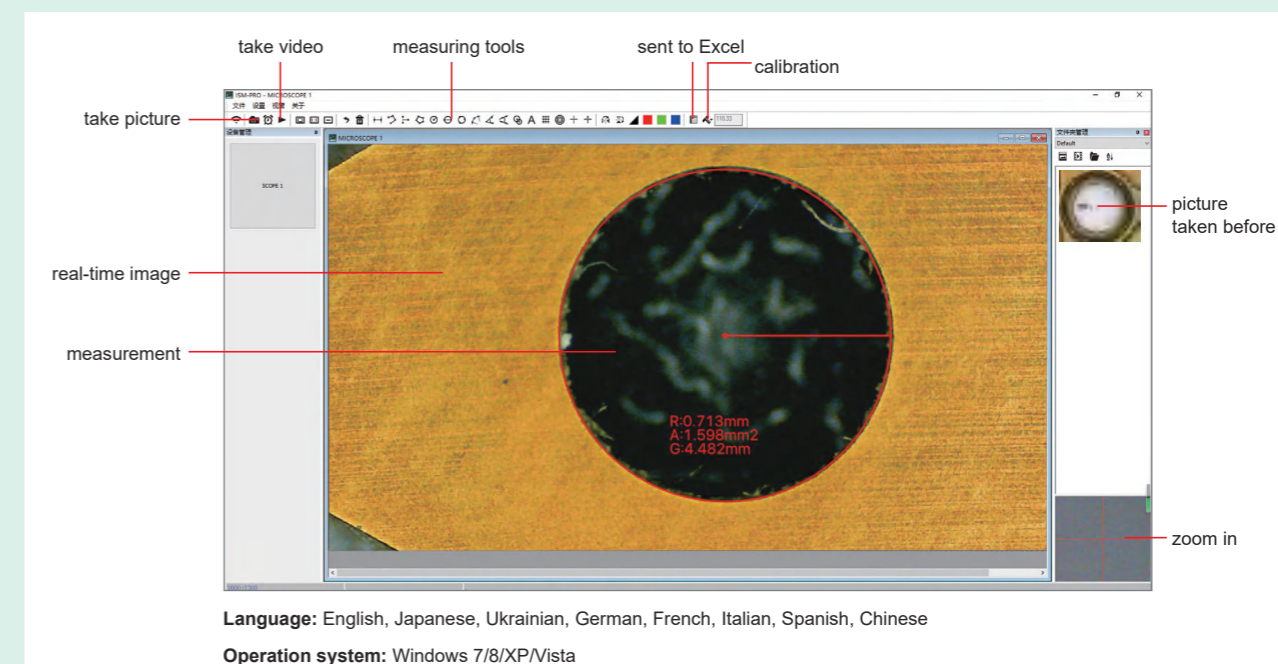 take video
measuring tools
sent to Excel
calibration
take picture
ISM-PRO - MICROSCOPE 1
文件 设置 视窗 关于
110.33
设备管理
MICROSCOPE 1
文件夹管理
Default
SCOPE 1
picture
taken before
real-time image
measurement
R:0.713mm
A:1.598mm2
G:4.482mm
zoom in
Language: English, Japanese, Ukrainian, German, French, Italian, Spanish, Chinese
Operation system: Windows 7/8/XP/Vista